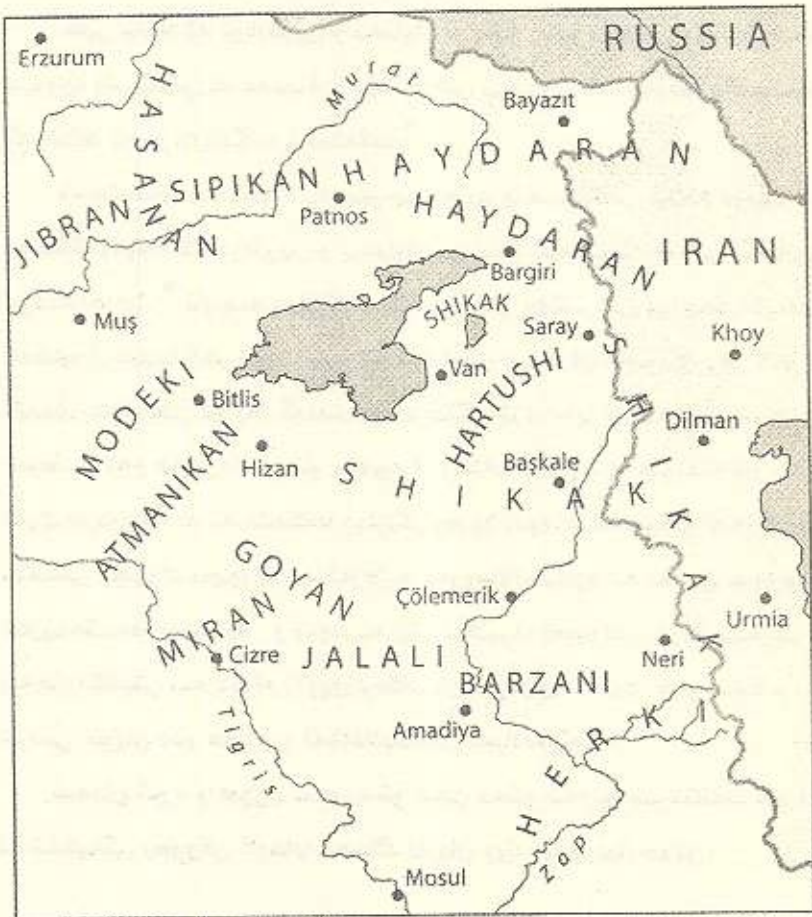 RUSSIA
Erzurum
HASANAN
Murat
Bayazıt
HAYDARAN
SIPIKAN
JIBRAN
Patnos
HAYDARAN
IRAN
Bargiri
Muş
SHIKAK
Saray
Khoy
Van
HARTUSHI
SHIKAK
MODEKI
Bitlis
Dilman
Hizan
Başkale
SHIKAK
ATMANIKAN
GOYAN
Çölemerik
Urmia
MIRAN
Cizre
JALALI
Neri
BARZANI
Tigris
Amadiya
HERKI
Zap
Mosul